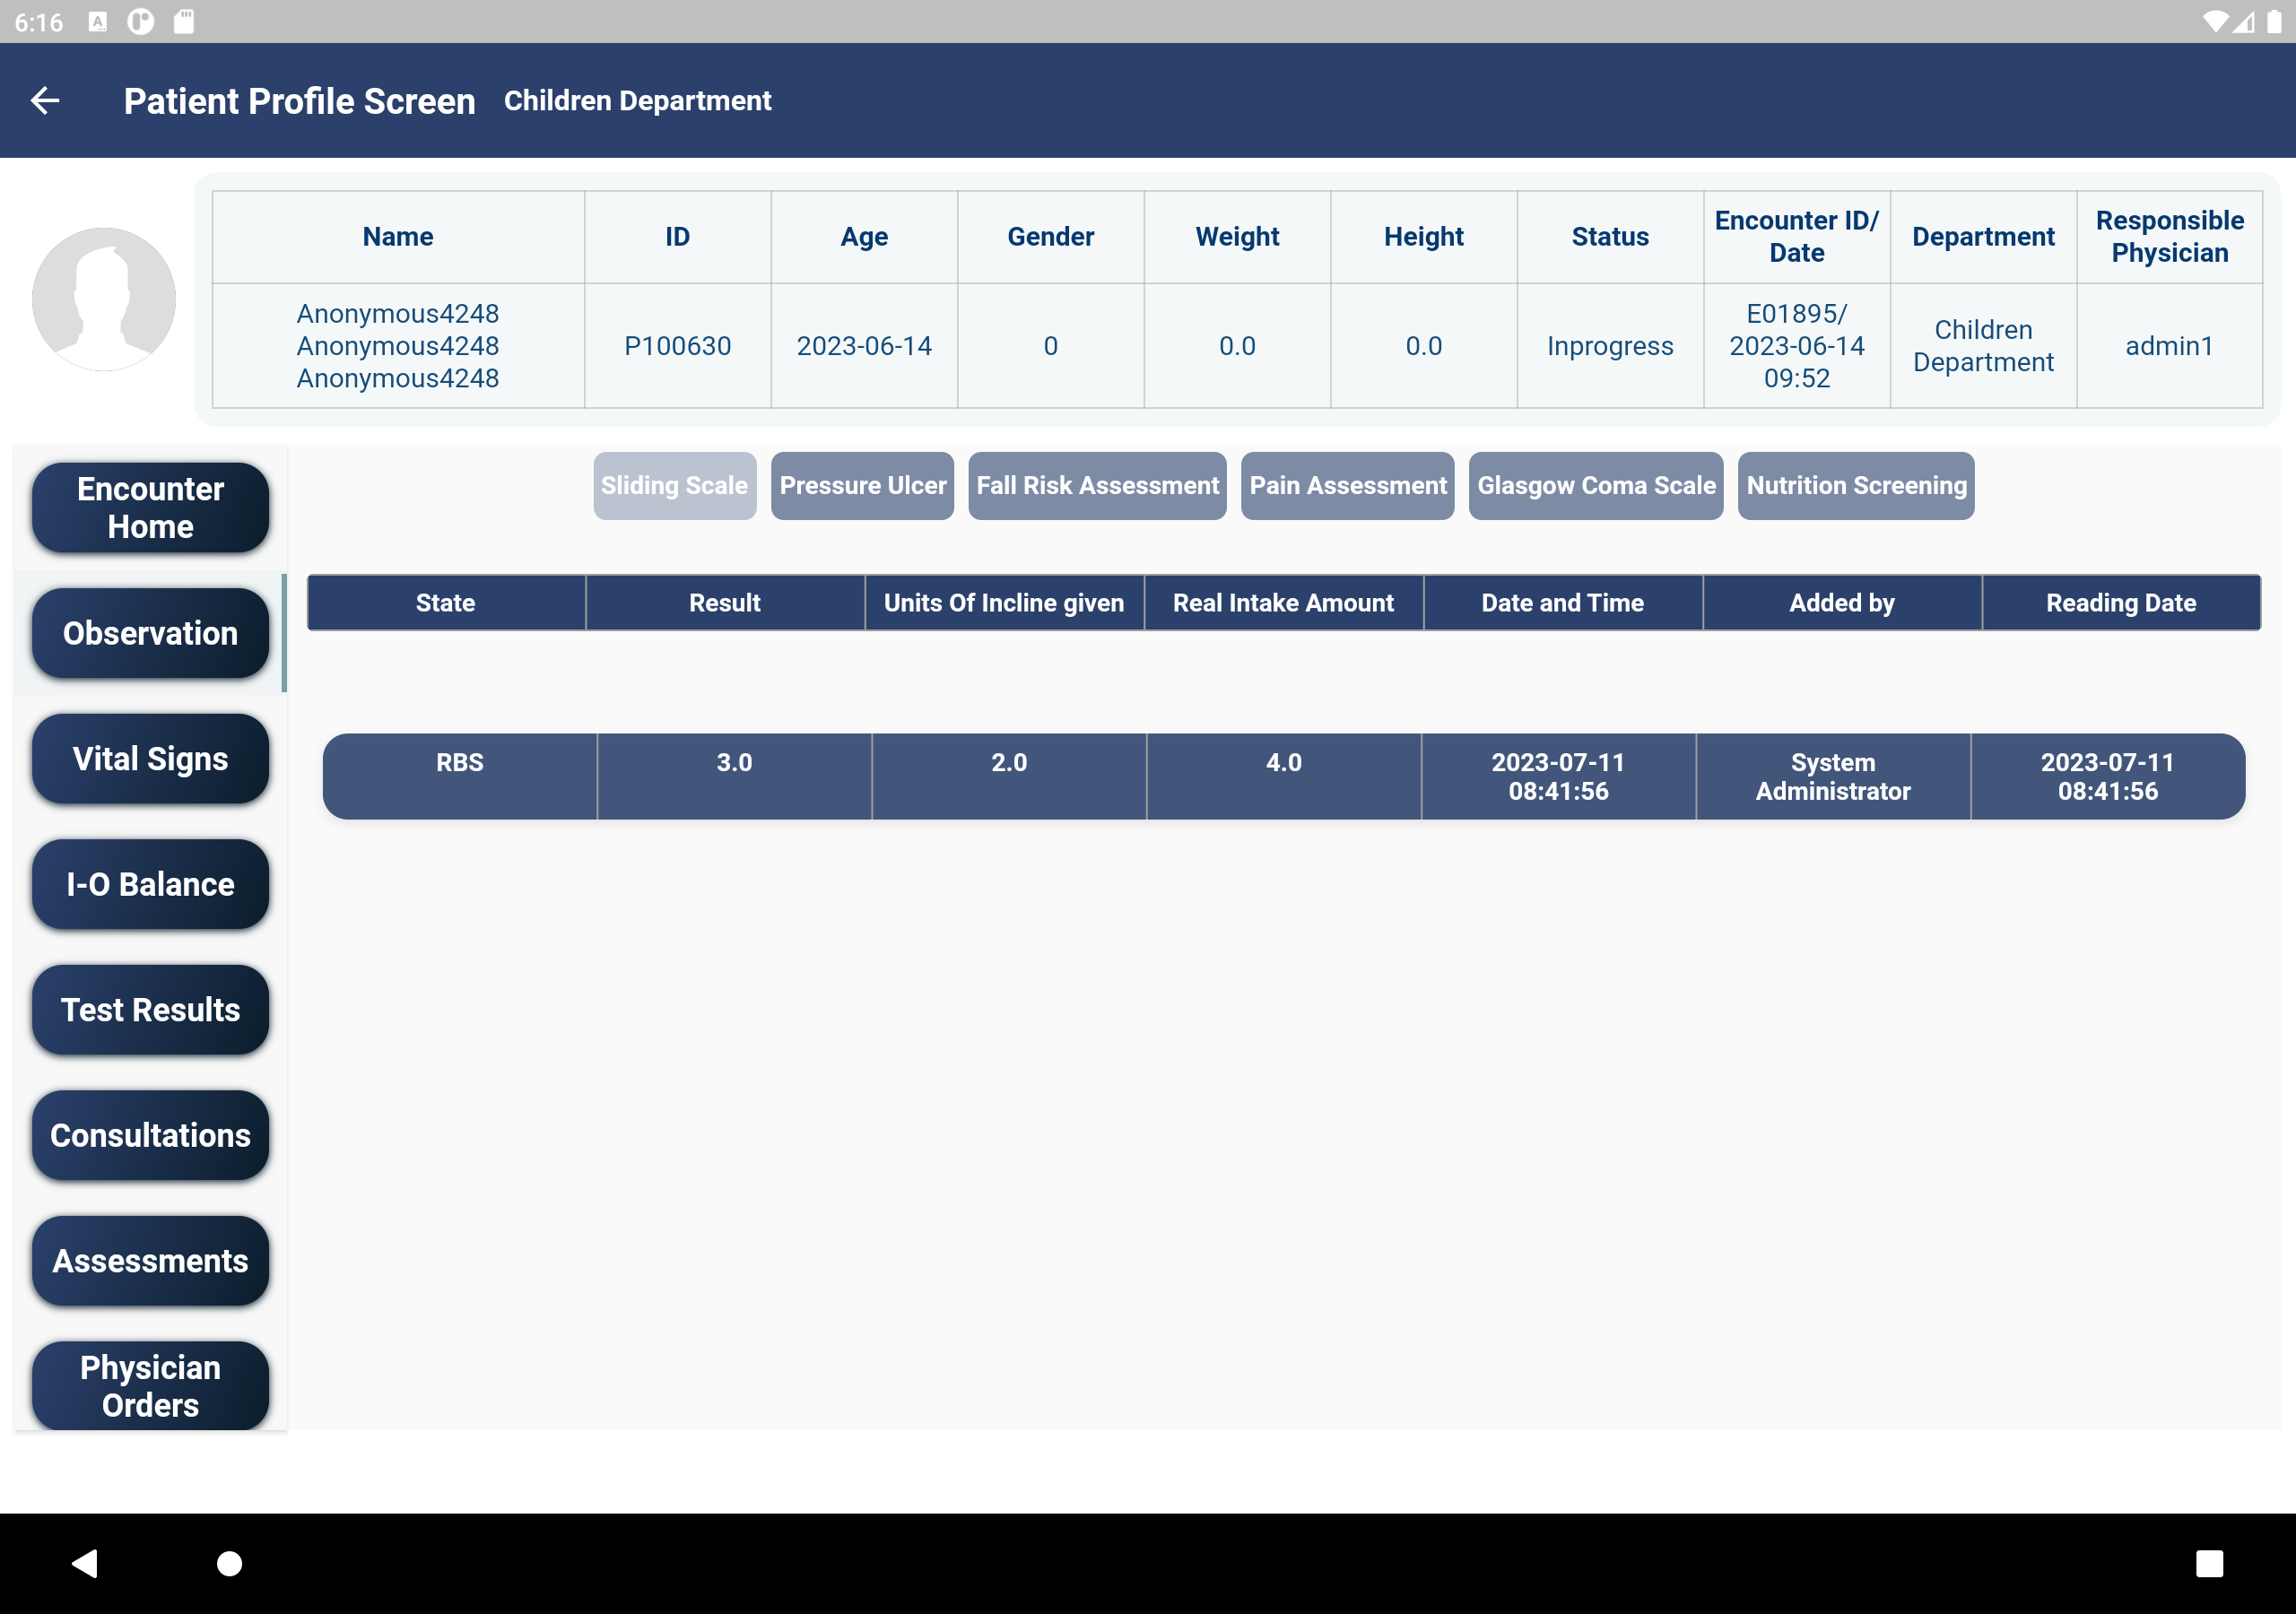 6:16
Patient Profile Screen Children Department
Name ID Age Gender Weight Height Status Encounter ID/ Date Department Responsible Physician
Anonymous4248 Anonymous4248 Anonymous4248 P100630 2023-06-14 0 0.0 0.0 Inprogress E01895/ 2023-06-14 09:52 Children Department admin1
Encounter
Home
Observation
Vital Signs
I-O Balance
Test Results
Consultations
Assessments
Physician
Orders
Sliding Scale Pressure Ulcer Fall Risk Assessment Pain Assessment Glasgow Coma Scale Nutrition Screening
State Result Units Of Incline given Real Intake Amount Date and Time Added by Reading Date
RBS 3.0 2.0 4.0 2023-07-11 08:41:56 System Administrator 2023-07-11 08:41:56